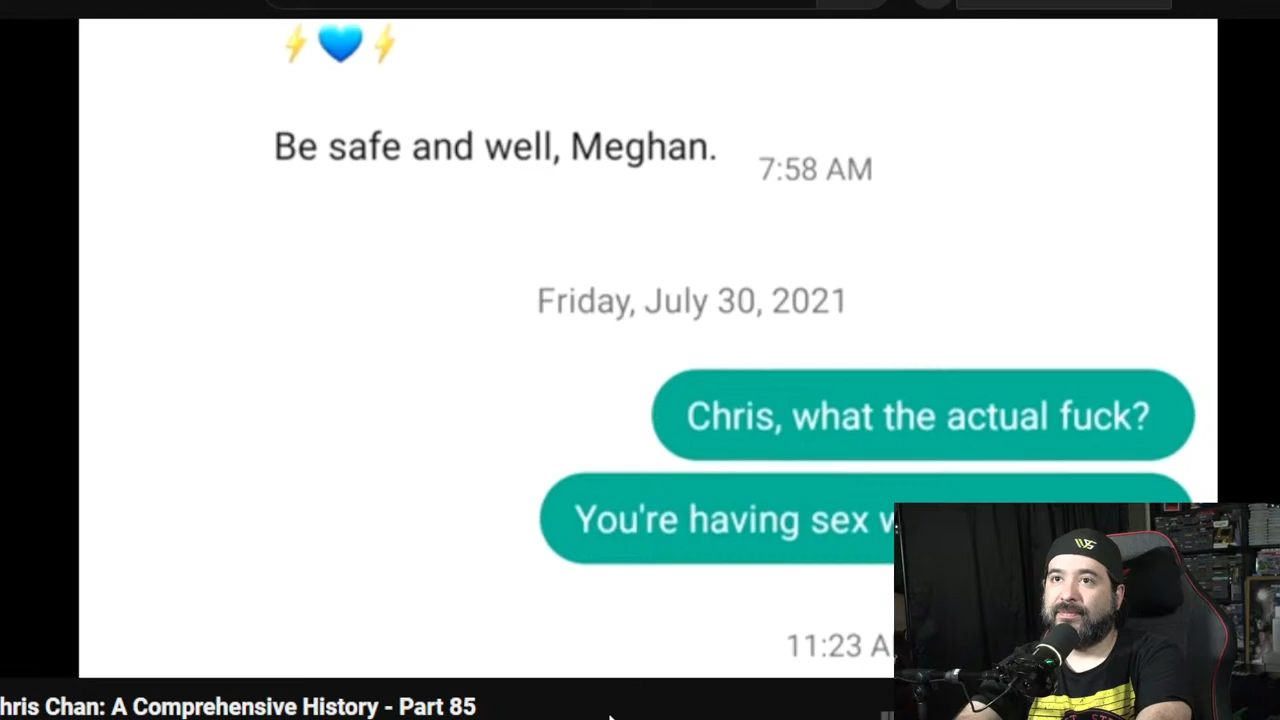 Be safe and well, Meghan.
7:58 AM
Friday, July 30, 2021
Chris, what the actual fuck?
You're having sex
11:23
hris Chan: A Comprehensive History - Part 85